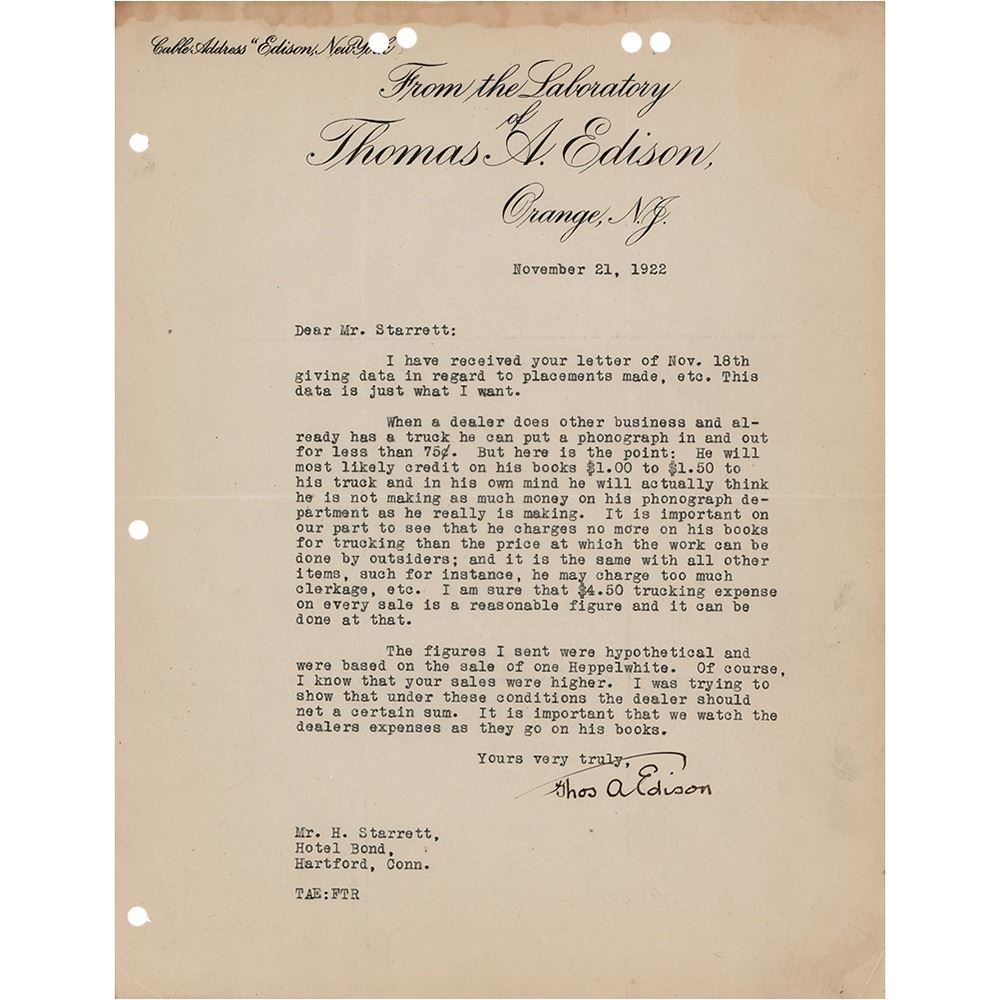 Cable Address "Edison, New York"
From the Laboratory
of
Thomas A. Edison,
Orange, N.J.
November 21, 1922
Dear Mr. Starrett:
I have received your letter of Nov. 18th
giving data in regard to placements made, etc. This
data is just what I want.
When a dealer does other business and al-
ready has a truck he can put a phonograph in and out
for less than 75¢. But here is the point: He will
most likely credit on his books $1.00 to $1.50 to
his truck and in his own mind he will actually think
he is not making as much money on his phonograph de-
partment as he really is making. It is important on
our part to see that he charges no more on his books
for trucking than the price at which the work can be
done by outsiders; and it is the same with all other
items, such for instance, he may charge too much
clerkage, etc. I am sure that $4.50 trucking expense
on every sale is a reasonable figure and it can be
done at that.
The figures I sent were hypothetical and
were based on the sale of one Heppelwhite. Of course,
I know that your sales were higher. I was trying to
show that under these conditions the dealer should
net a certain sum. It is important that we watch the
dealers expenses as they go on his books.
Yours very truly,
Thos A Edison
Mr. H. Starrett,
Hotel Bond,
Hartford, Conn.
TAE:FTR